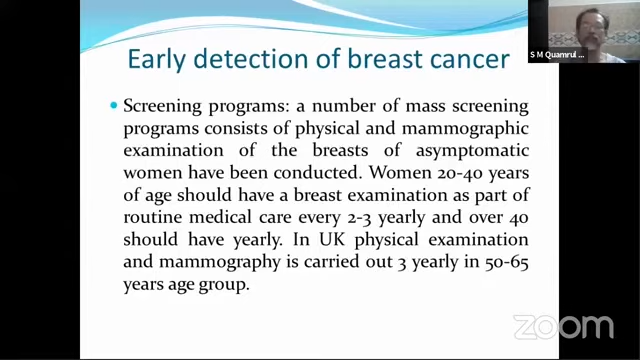 Early detection of breast cancer
• Screening programs: a number of mass screening
programs consists of physical and mammographic
examination of the breasts of asymptomatic
women have been conducted. Women 20-40 years
of age should have a breast examination as part of
routine medical care every 2-3 yearly and over 40
should have yearly. In UK physical examination
and mammography is carried out 3 yearly in 50-65
years age group.
S M Quamrul ...
zoom